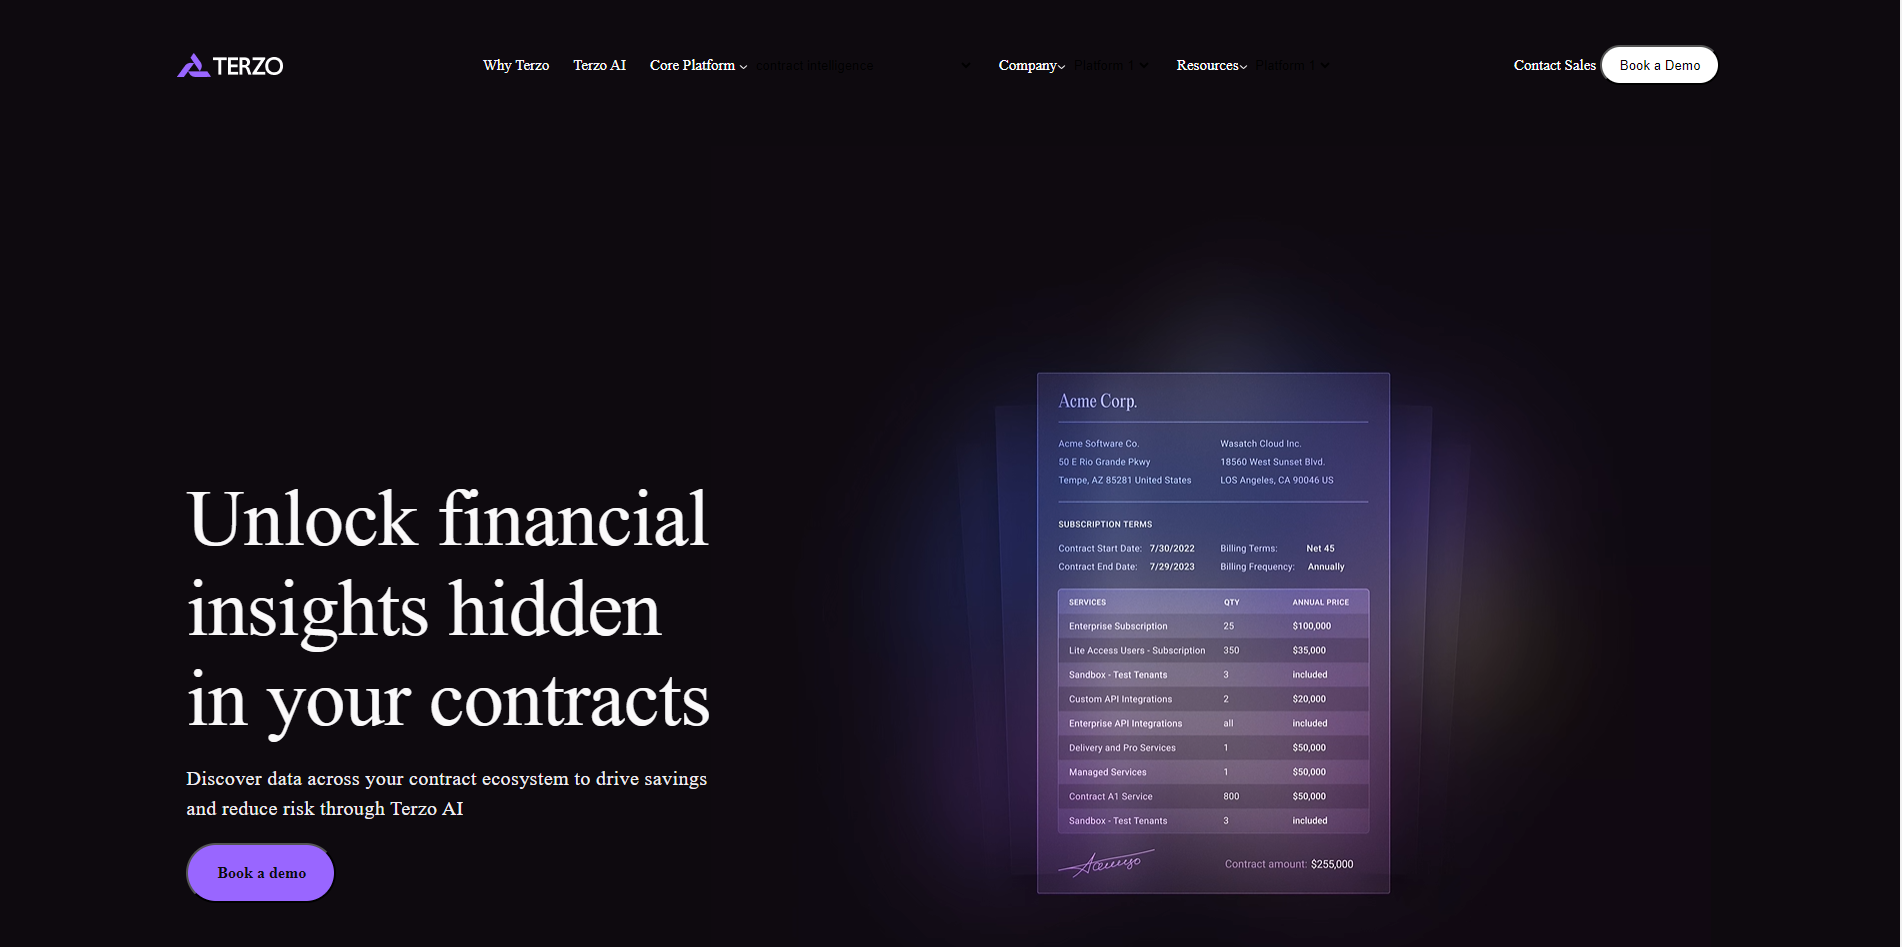 TERZO
Why Terzo Terzo AI Core Platform contract intelligence Company Platform 1 Resources Platform 1 Contact Sales Book a Demo
Unlock financial
insights hidden
in your contracts
Discover data across your contract ecosystem to drive savings
and reduce risk through Terzo AI
Book a demo
Acme Corp.
Acme Software Co. Wasatch Cloud Inc.
50 E Rio Grande Pkwy 18560 West Sunset Blvd.
Tempe, AZ 85281 United States LOS Angeles, CA 90046 US
SUBSCRIPTION TERMS
Contract Start Date: 7/30/2022 Billing Terms: Net 45
Contract End Date: 7/29/2023 Billing Frequency: Annually
SERVICES QTY ANNUAL PRICE
Enterprise Subscription 25 $100,000
Lite Access Users - Subscription 350 $35,000
Sandbox - Test Tenants 3 included
Custom API Integrations 2 $20,000
Enterprise API Integrations all included
Delivery and Pro Services 1 $50,000
Managed Services 1 $50,000
Contract A1 Service 800 $50,000
Sandbox - Test Tenants 3 included
Contract amount: $255,000